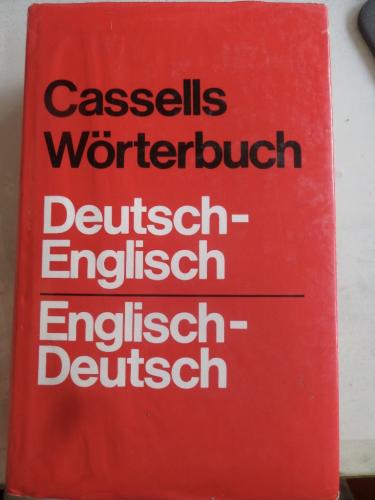 Cassells
Wörterbuch
Deutsch-
Englisch
Englisch-
Deutsch